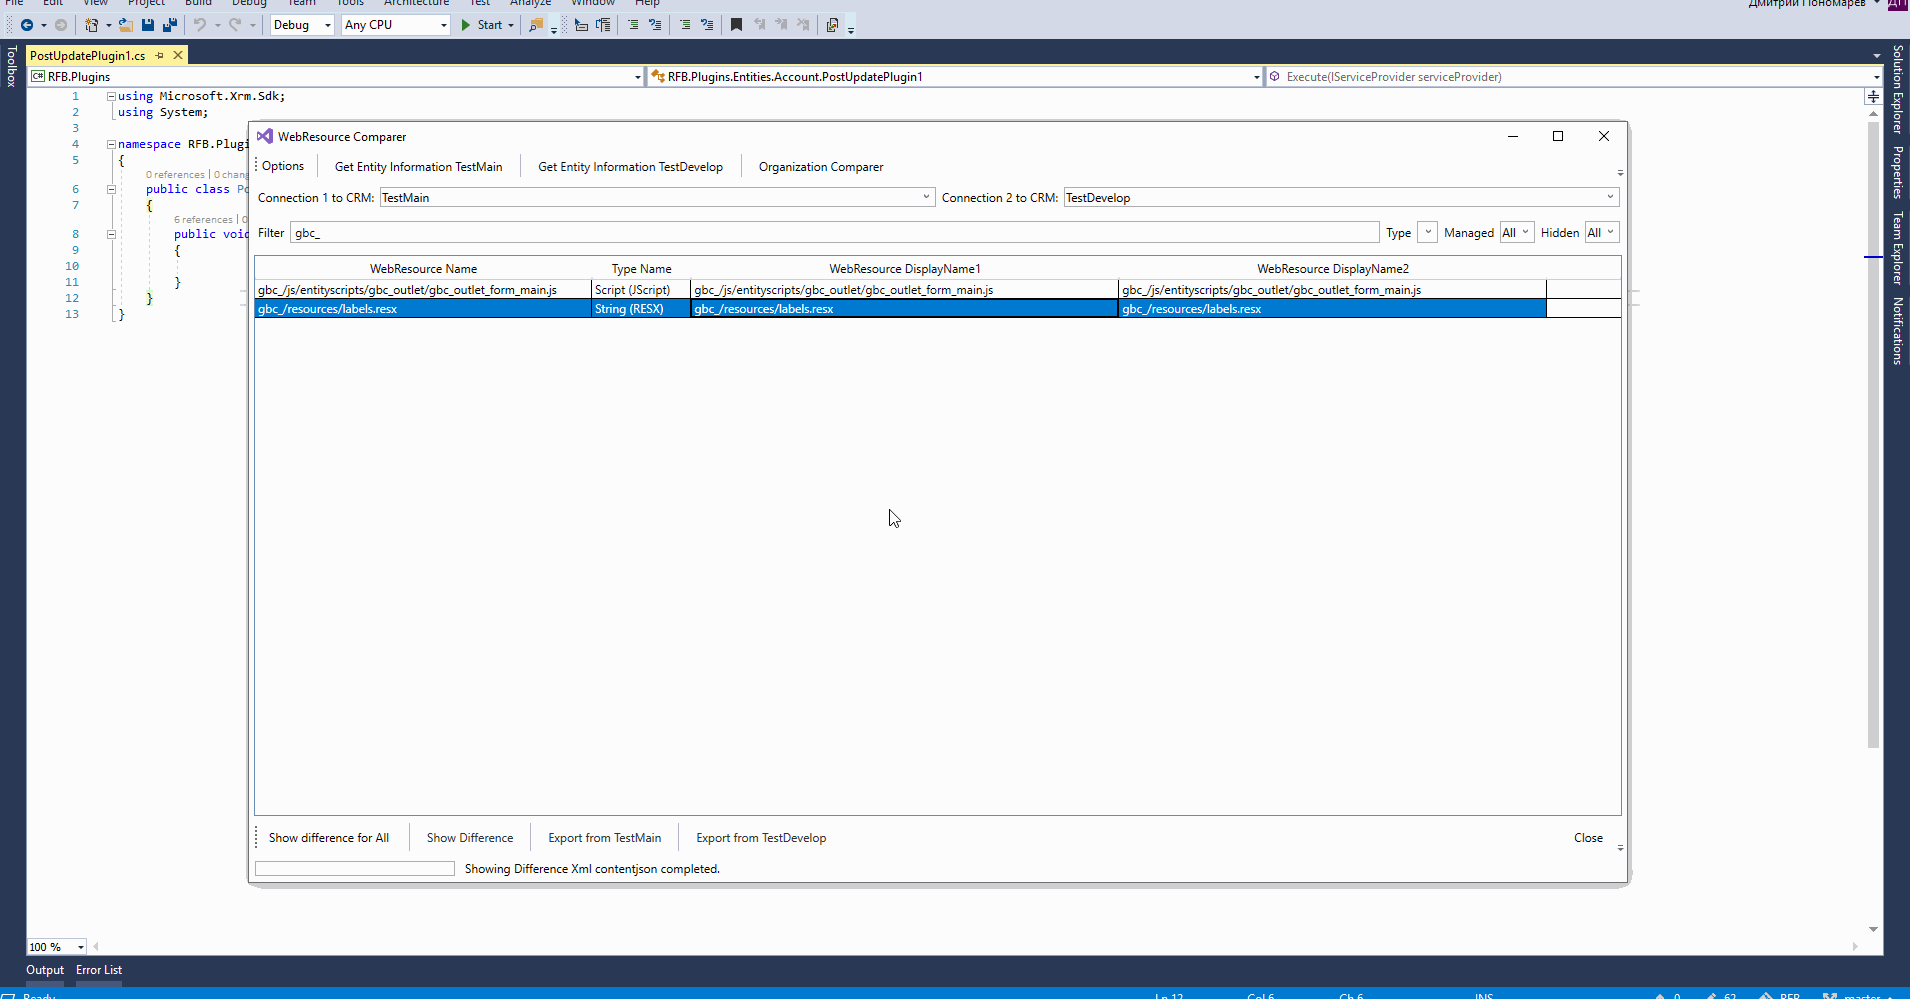 File Edit View Project Build Debug Team Tools Architecture Test Analyze Window Help
Дмитрий Пономарев ДП
Debug Any CPU Start
Toolbox
PostUpdatePlugin1.cs
RFB.Plugins RFB.Plugins.Entities.Account.PostUpdatePlugin1 Execute(IServiceProvider serviceProvider)
1 using Microsoft.Xrm.Sdk;
2 using System;
3
4 namespace RFB.Plugi
5 {
0 references | 0 chang
6 public class Po
7 {
6 references | 0
8 public void
9 {
10
11 }
12 }
13 }
WebResource Comparer
Options Get Entity Information TestMain Get Entity Information TestDevelop Organization Comparer
Connection 1 to CRM: TestMain Connection 2 to CRM: TestDevelop
Filter gbc_ Type Managed All Hidden All
WebResource Name Type Name WebResource DisplayName1 WebResource DisplayName2
gbc_/js/entityscripts/gbc_outlet/gbc_outlet_form_main.js Script (JScript) gbc_/js/entityscripts/gbc_outlet/gbc_outlet_form_main.js gbc_/js/entityscripts/gbc_outlet/gbc_outlet_form_main.js
gbc_/resources/labels.resx String (RESX) gbc_/resources/labels.resx gbc_/resources/labels.resx
Show difference for All Show Difference Export from TestMain Export from TestDevelop Close
Showing Difference Xml contentjson completed.
Solution Explorer
Properties
Team Explorer
Notifications
100 %
Output Error List
Ready Ln 12 Col 6 Ch 6 INS 0 62 RFB master